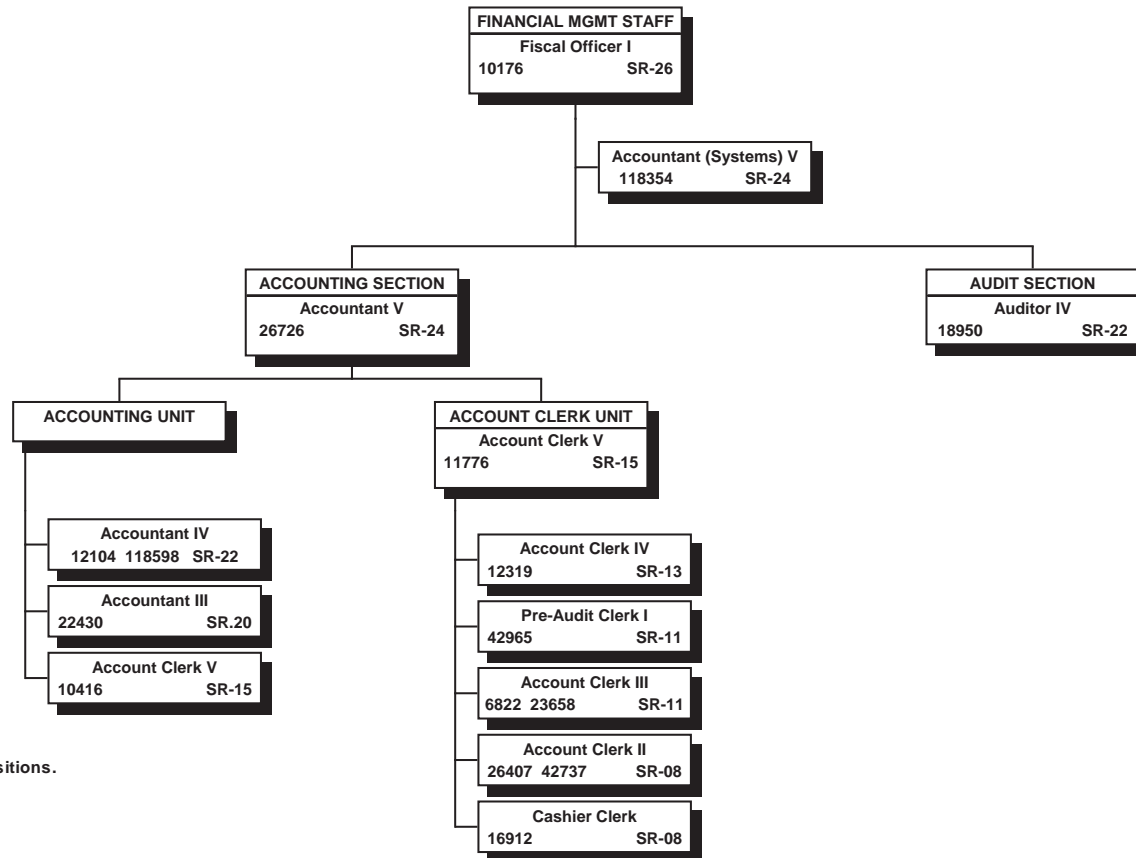 FINANCIAL MGMT STAFF
Fiscal Officer I
10176 SR-26
Accountant (Systems) V
118354 SR-24
ACCOUNTING SECTION
Accountant V
26726 SR-24
AUDIT SECTION
Auditor IV
18950 SR-22
ACCOUNTING UNIT
Accountant IV
12104 118598 SR-22
Accountant III
22430 SR.20
Account Clerk V
10416 SR-15
ACCOUNT CLERK UNIT
Account Clerk V
11776 SR-15
Account Clerk IV
12319 SR-13
Pre-Audit Clerk I
42965 SR-11
Account Clerk III
6822 23658 SR-11
Account Clerk II
26407 42737 SR-08
Cashier Clerk
16912 SR-08